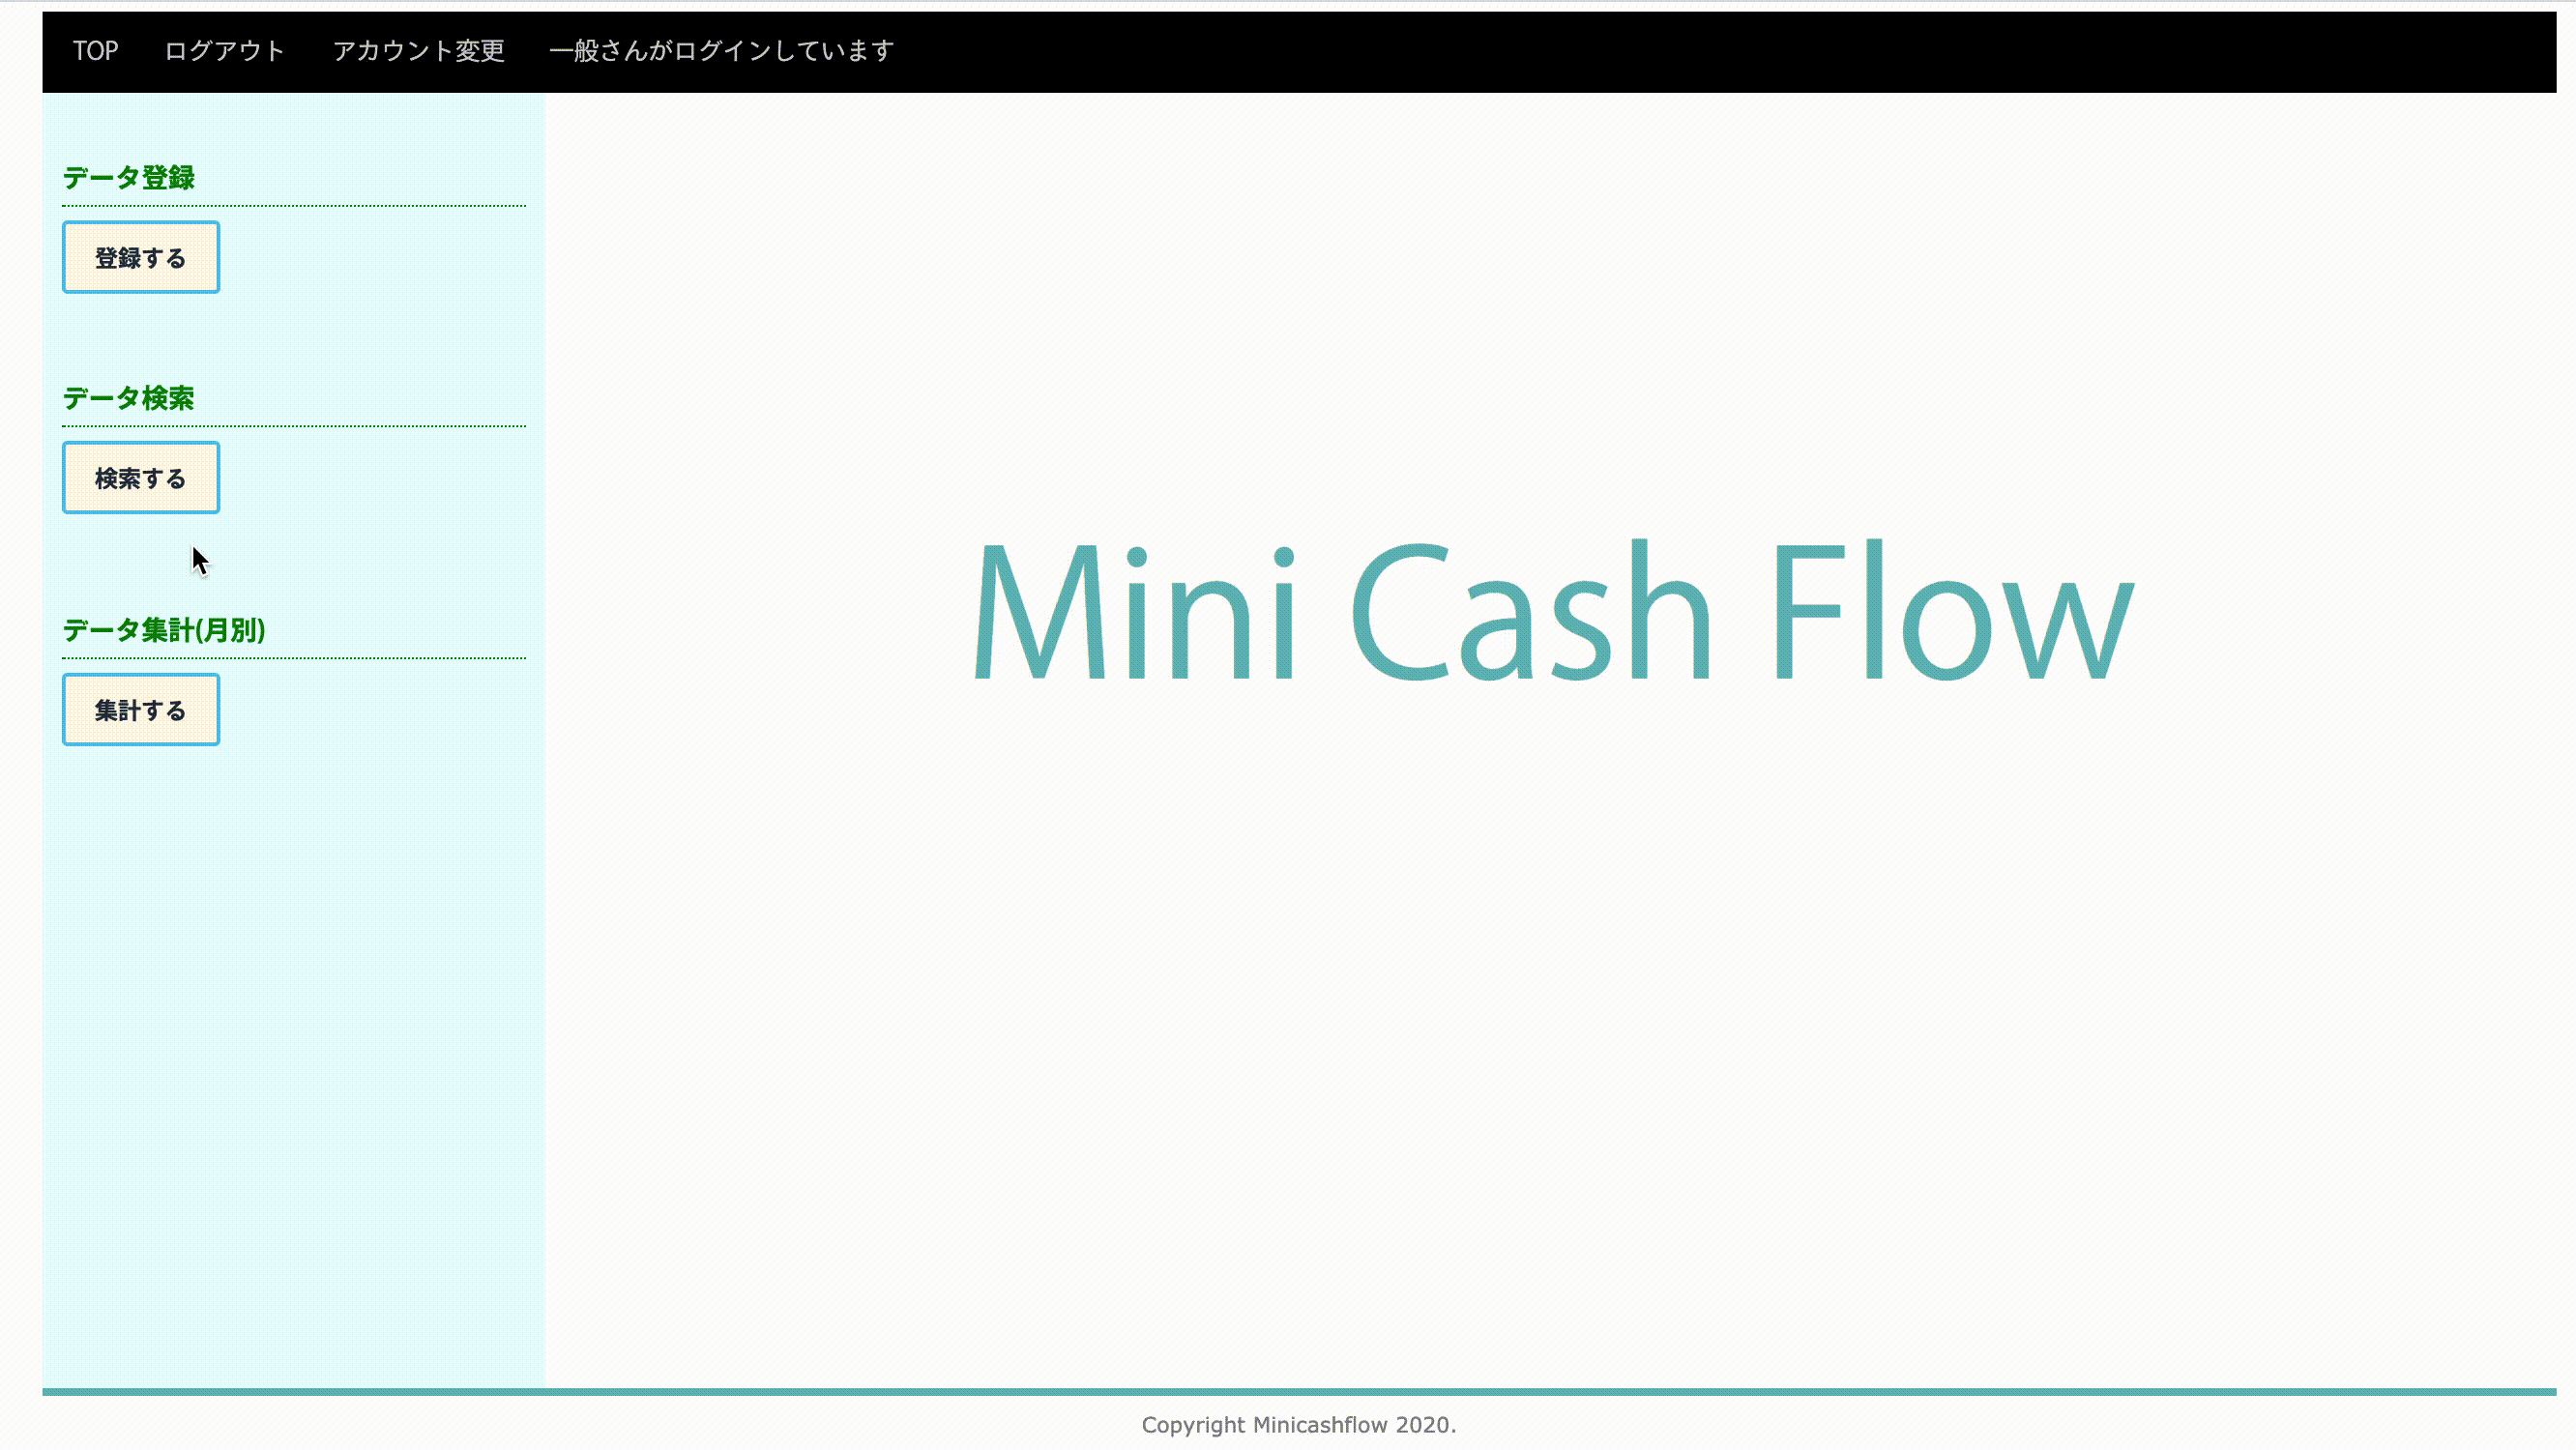 TOP ログアウト アカウント変更 一般さんがログインしています
データ登録
登録する
データ検索
検索する
データ集計(月別)
集計する
Mini Cash Flow
Copyright Minicashflow 2020.